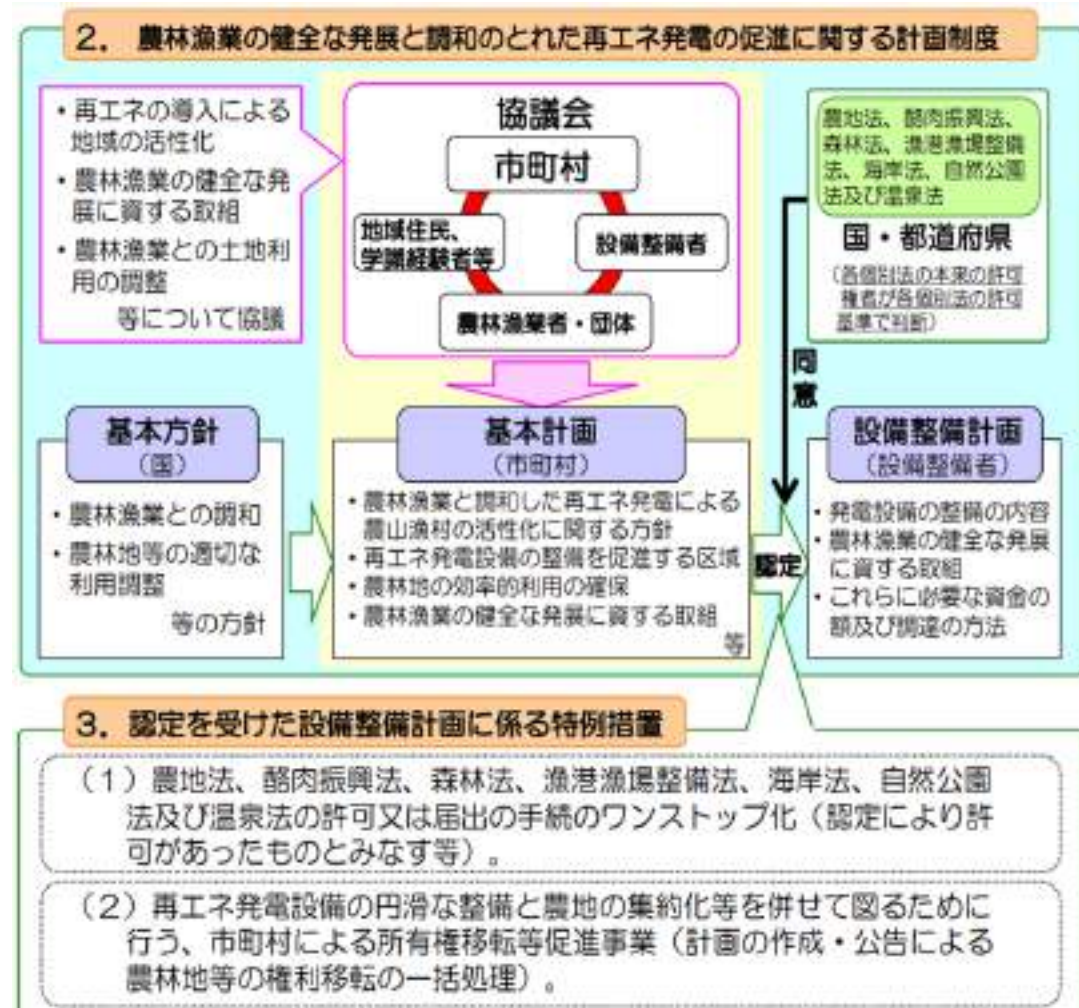 2． 農林漁業の健全な発展と調和のとれた再エネ発電の促進に関する計画制度
・再エネの導入による
地域の活性化
・農林漁業の健全な発
展に資する取組
・農林漁業との土地利
用の調整
等について協議
協議会
市町村
地域住民、
学識経験者等
設備整備者
農林漁業者・団体
農地法、酪肉振興法、
森林法、漁港漁場整備
法、海岸法、自然公園
法及び温泉法
国・都道府県
（各個別法の本来の許可
権者が各個別法の許可
基準で判断）
同意
基本方針
（国）
・農林漁業との調和
・農林地等の適切な
利用調整
等の方針
基本計画
（市町村）
・農林漁業と調和した再エネ発電による
農山漁村の活性化に関する方針
・再エネ発電設備の整備を促進する区域
・農林地の効率的利用の確保
・農林漁業の健全な発展に資する取組
等
認定
設備整備計画
（設備整備者）
・発電設備の整備の内容
・農林漁業の健全な発展
に資する取組
・これらに必要な資金の
額及び調達の方法
3．認定を受けた設備整備計画に係る特例措置
（1）農地法、酪肉振興法、森林法、漁港漁場整備法、海岸法、自然公園
法及び温泉法の許可又は届出の手続のワンストップ化（認定により許
可があったものとみなす等）。
（2）再エネ発電設備の円滑な整備と農地の集約化等を併せて図るために
行う、市町村による所有権移転等促進事業（計画の作成・公告による
農林地等の権利移転の一括処理）。